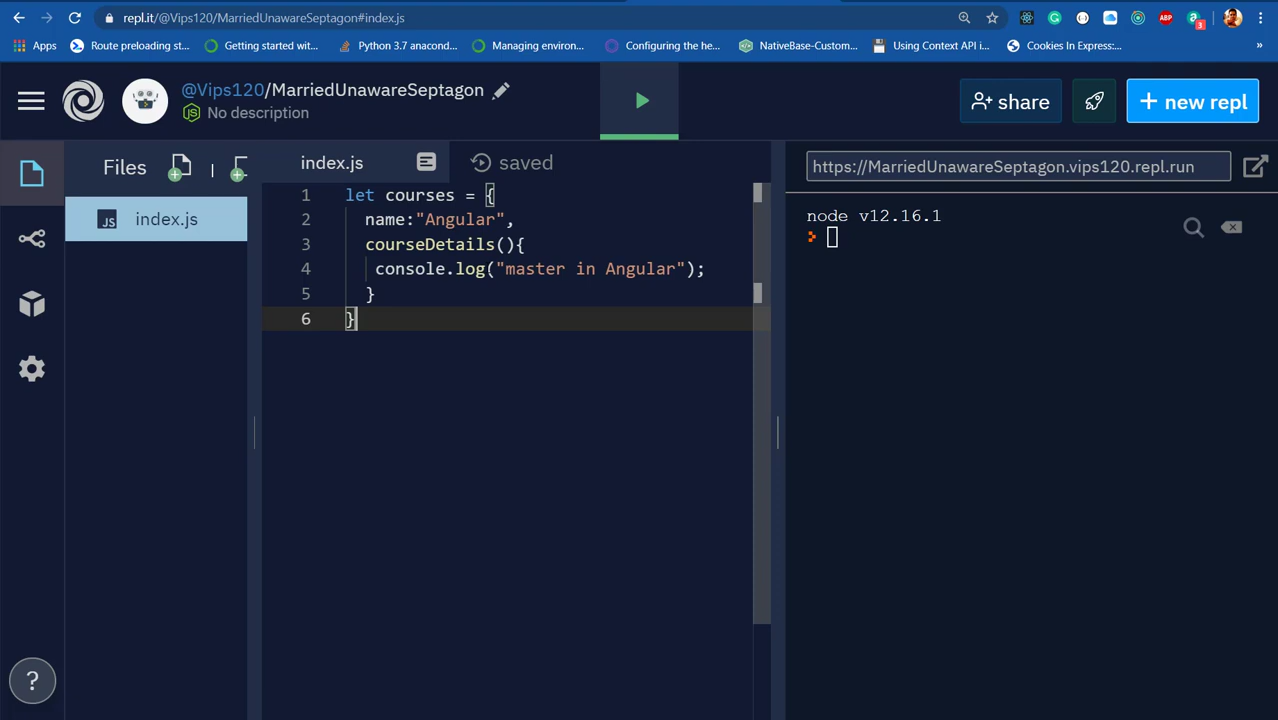 repl.it/@Vips120/MarriedUnawareSeptagon#index.js
ABP
3
Apps
Route preloading st...
Getting started wit...
Python 3.7 anacond...
Managing environ...
Configuring the he...
NativeBase-Custom...
Using Context API i...
Cookies In Express:...
»
@Vips120/MarriedUnawareSeptagon
No description
share
+ new repl
Files
JS index.js
index.js
saved
https://MarriedUnawareSeptagon.vips120.repl.run
1 let courses = {
2 name:"Angular",
3 courseDetails(){
4 console.log("master in Angular");
5 }
6 }
node v12.16.1
>
?